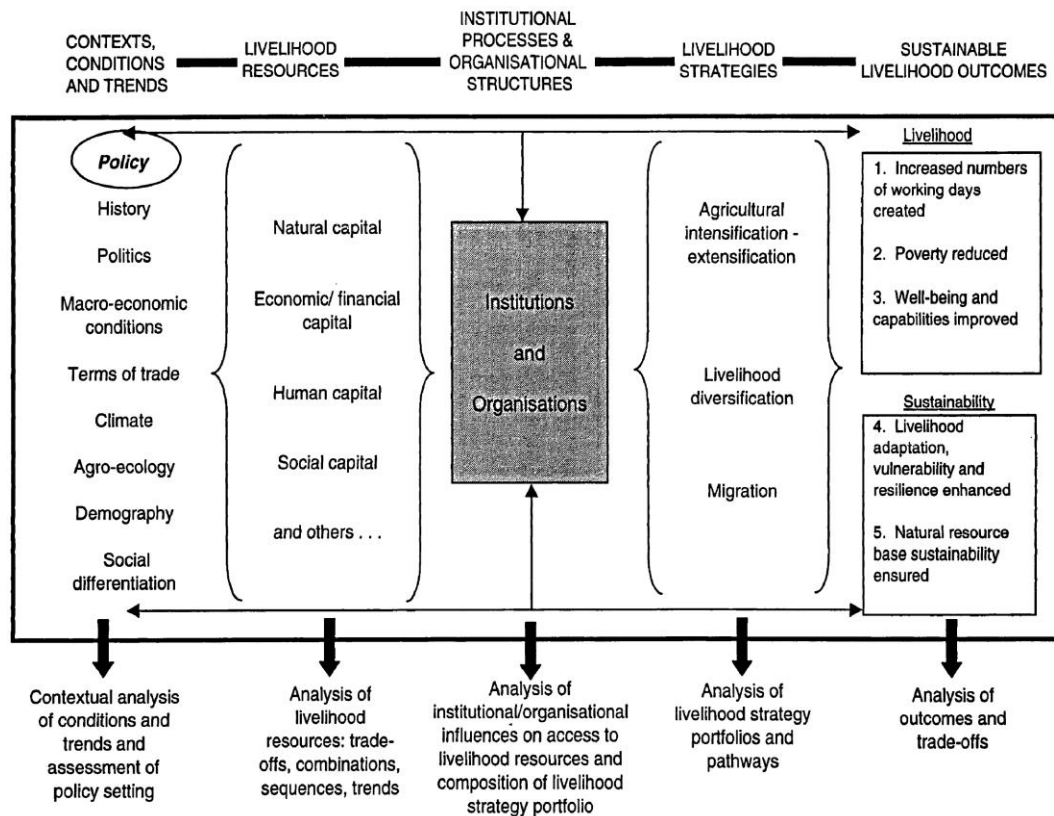 CONTEXTS,
CONDITIONS
AND TRENDS
LIVELIHOOD
RESOURCES
INSTITUTIONAL
PROCESSES &
ORGANISATIONAL
STRUCTURES
LIVELIHOOD
STRATEGIES
SUSTAINABLE
LIVELIHOOD OUTCOMES
Policy
History
Politics
Macro-economic
conditions
Terms of trade
Climate
Agro-ecology
Demography
Social
differentiation
Natural capital
Economic/ financial
capital
Human capital
Social capital
and others . . .
Institutions
and
Organisations
Agricultural
intensification -
extensification
Livelihood
diversification
Migration
Livelihood
1. Increased numbers
of working days
created
2. Poverty reduced
3. Well-being and
capabilities improved
Sustainability
4. Livelihood
adaptation,
vulnerability and
resilience enhanced
5. Natural resource
base sustainability
ensured
Contextual analysis
of conditions and
trends and
assessment of
policy setting
Analysis of
livelihood
resources: trade-
offs, combinations,
sequences, trends
Analysis of
institutional/organisational
influences on access to
livelihood resources and
composition of livelihood
strategy portfolio
Analysis of
livelihood strategy
portfolios and
pathways
Analysis of
outcomes and
trade-offs